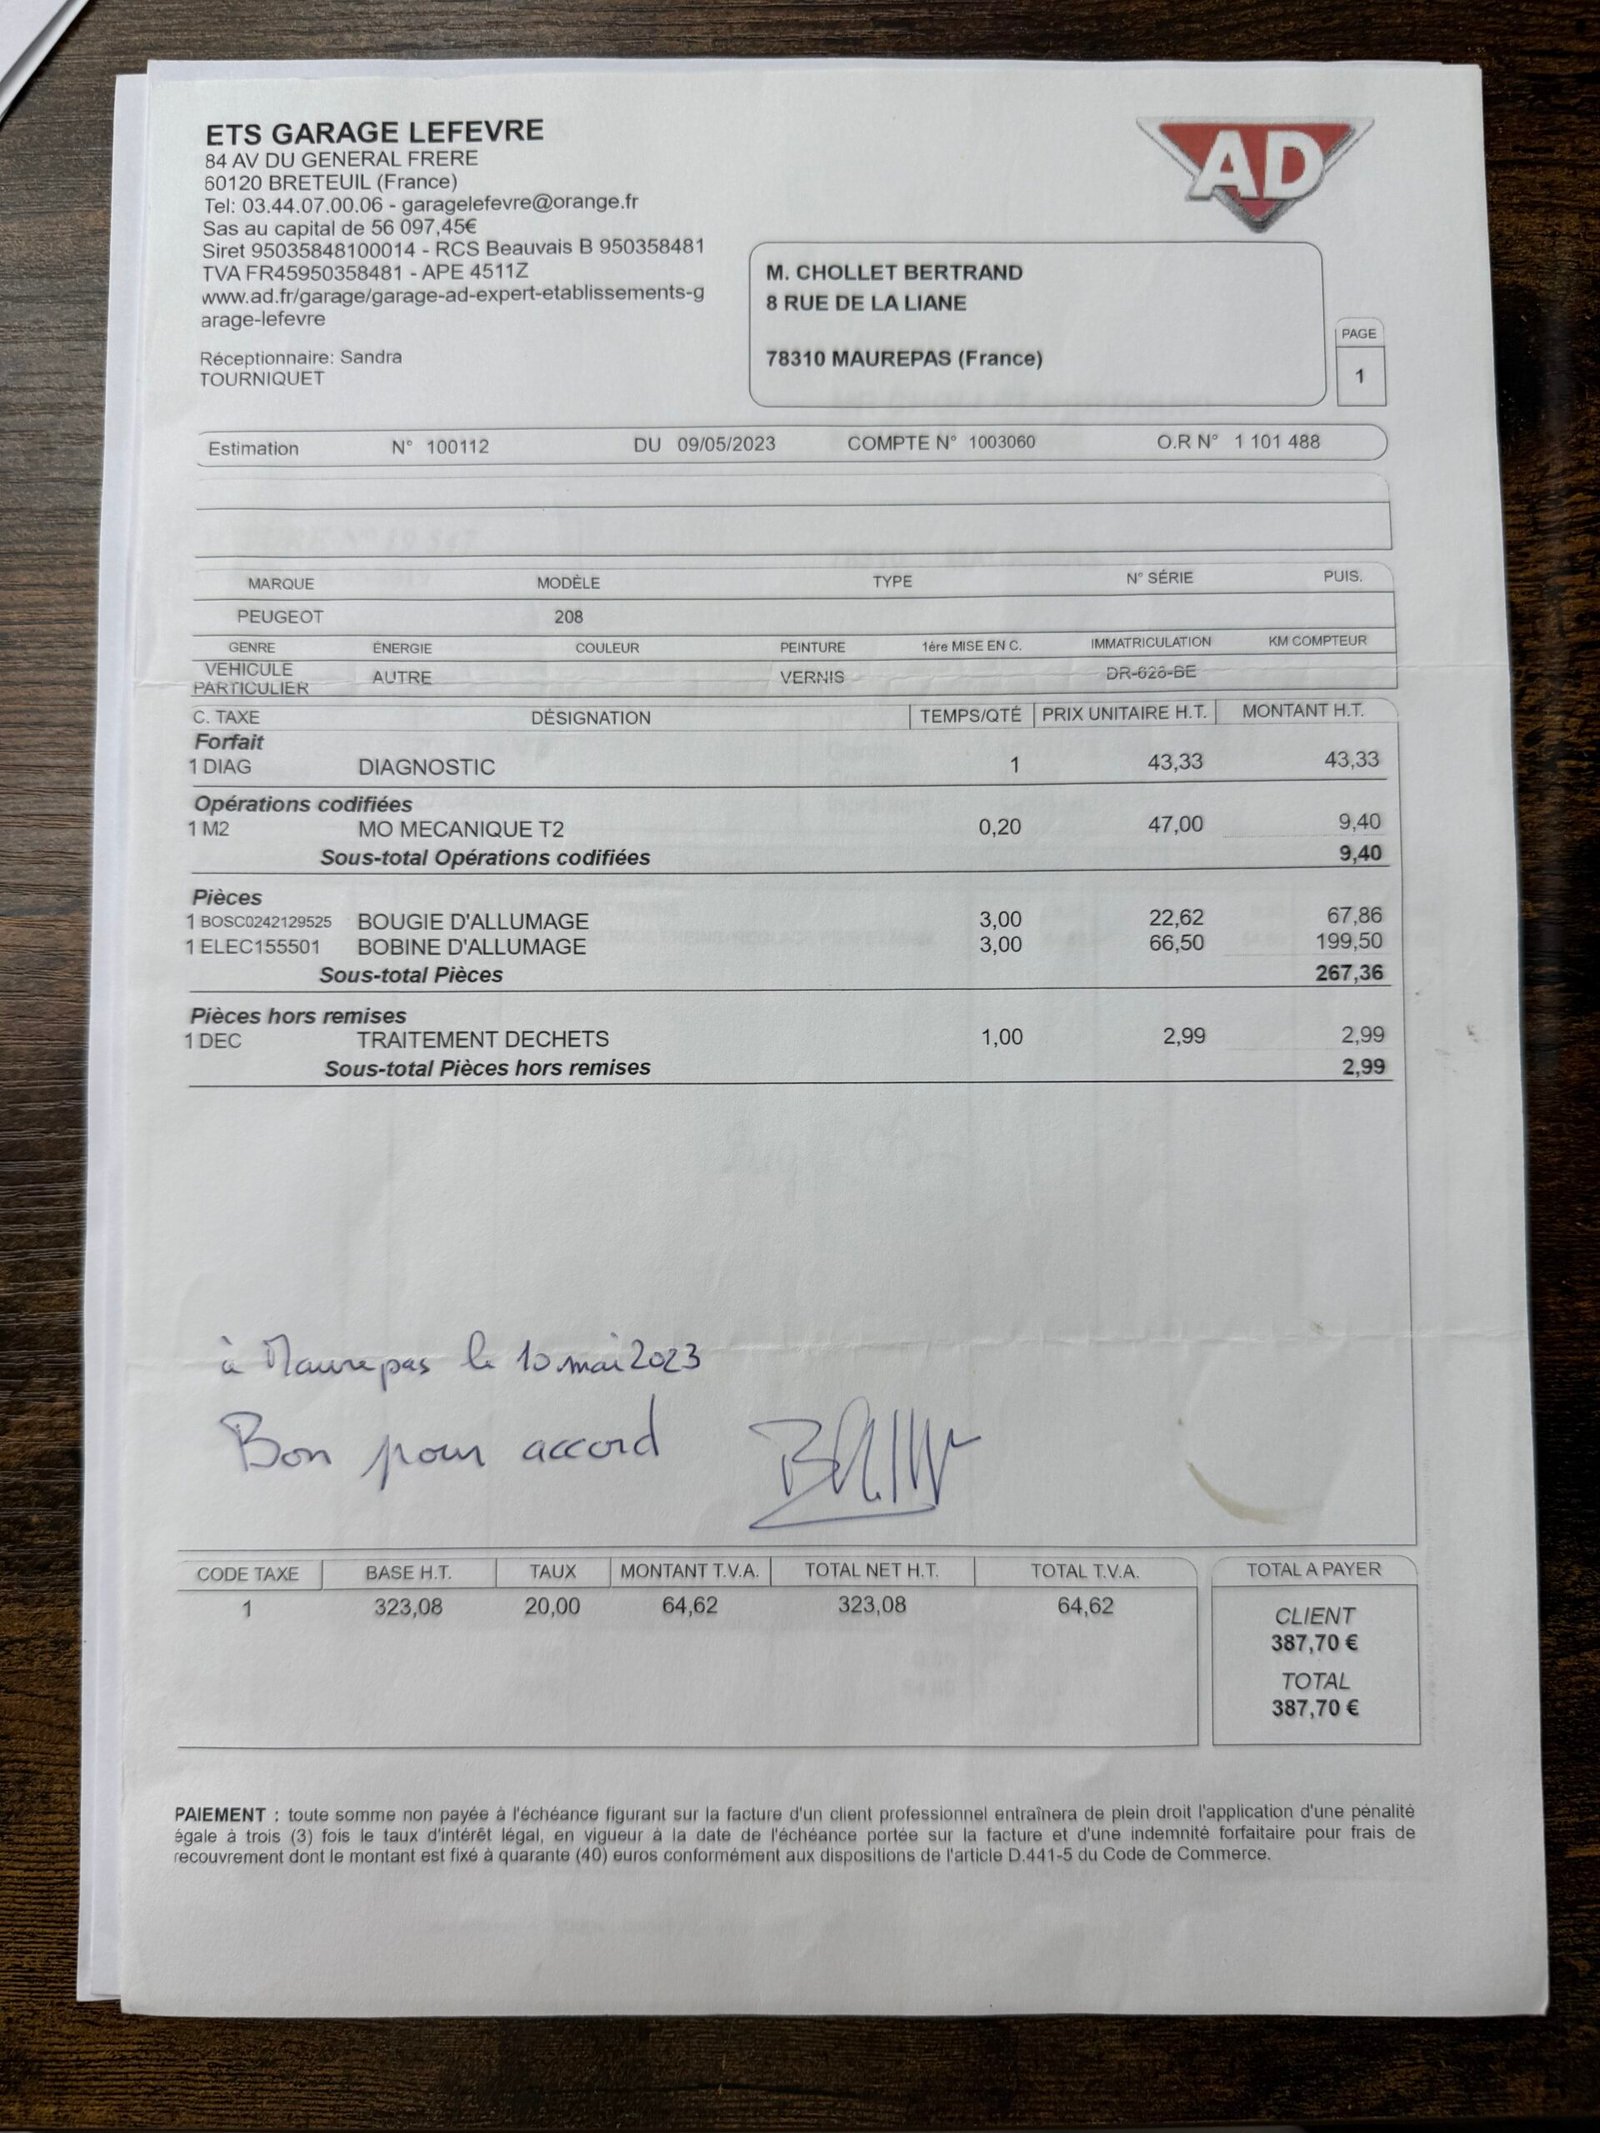 ETS GARAGE LEFEVRE
84 AV DU GENERAL FRERE
60120 BRETEUIL (France)
Tel: 03.44.07.00.06 - garagelefevre@orange.fr
Sas au capital de 56 097,45€
Siret 95035848100014 - RCS Beauvais B 950358481
TVA FR45950358481 - APE 4511Z
www.ad.fr/garage/garage-ad-expert-etablissements-g
arage-lefevre
Réceptionnaire: Sandra
TOURNIQUET
AD
M. CHOLLET BERTRAND
8 RUE DE LA LIANE
78310 MAUREPAS (France)
PAGE
1
Estimation N° 100112 DU 09/05/2023 COMPTE N° 1003060 O.R N° 1 101 488
MARQUE MODÈLE TYPE N° SÉRIE PUIS.
PEUGEOT 208
GENRE ÉNERGIE COULEUR PEINTURE 1ére MISE EN C. IMMATRICULATION KM COMPTEUR
VEHICULE
PARTICULIER AUTRE VERNIS DR-628-BE
C. TAXE DÉSIGNATION TEMPS/QTÉ PRIX UNITAIRE H.T. MONTANT H.T.
Forfait
1 DIAG DIAGNOSTIC 1 43,33 43,33
Opérations codifiées
1 M2 MO MECANIQUE T2 0,20 47,00 9,40
Sous-total Opérations codifiées 9,40
Pièces
1 BOSC0242129525 BOUGIE D'ALLUMAGE 3,00 22,62 67,86
1 ELEC155501 BOBINE D'ALLUMAGE 3,00 66,50 199,50
Sous-total Pièces 267,36
Pièces hors remises
1 DEC TRAITEMENT DECHETS 1,00 2,99 2,99
Sous-total Pièces hors remises 2,99
à Maurepas le 10 mai 2023
Bon pour accord
CODE TAXE BASE H.T. TAUX MONTANT T.V.A. TOTAL NET H.T. TOTAL T.V.A. TOTAL A PAYER
1 323,08 20,00 64,62 323,08 64,62
CLIENT
387,70 €
TOTAL
387,70 €
PAIEMENT : toute somme non payée à l'échéance figurant sur la facture d'un client professionnel entraînera de plein droit l'application d'une pénalité
égale à trois (3) fois le taux d'intérêt légal, en vigueur à la date de l'échéance portée sur la facture et d'une indemnité forfaitaire pour frais de
recouvrement dont le montant est fixé à quarante (40) euros conformément aux dispositions de l'article D.441-5 du Code de Commerce.